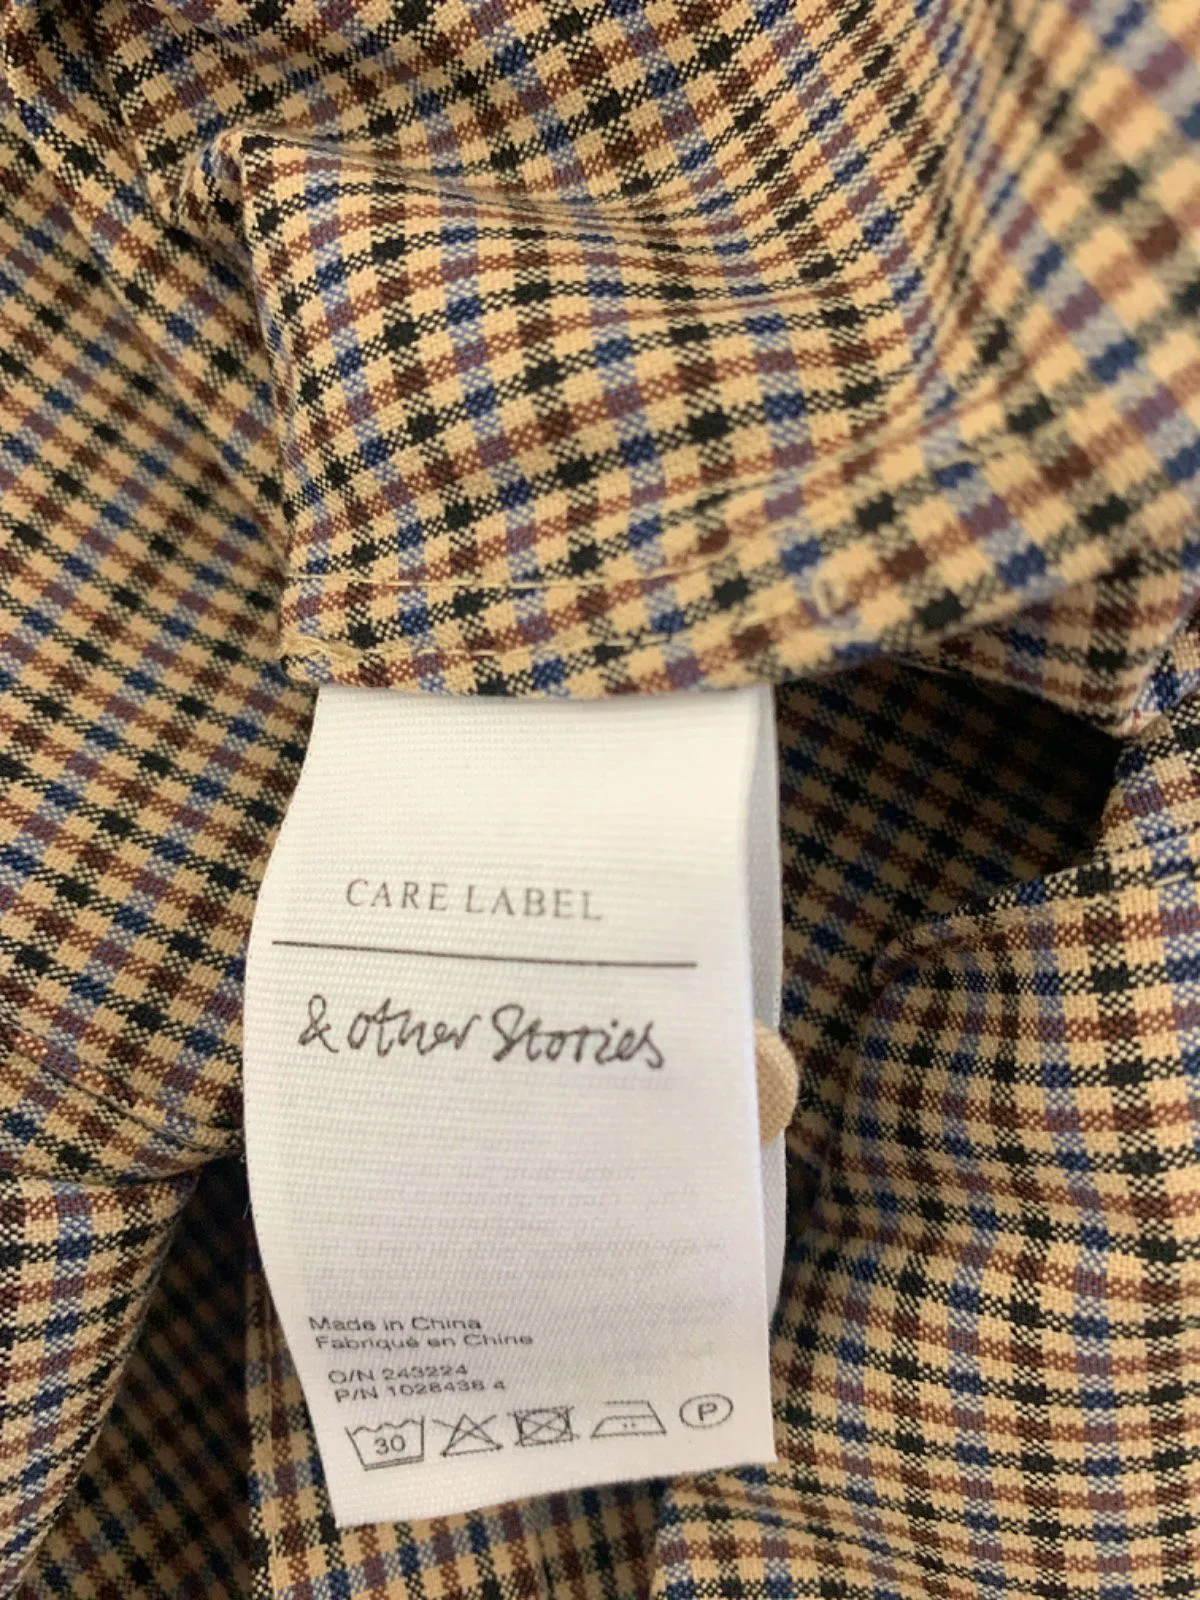 CARE LABEL
& other Stories
Made in China
Fabriqué en Chine
O/N 243224
P/N 1028438 4
30 P